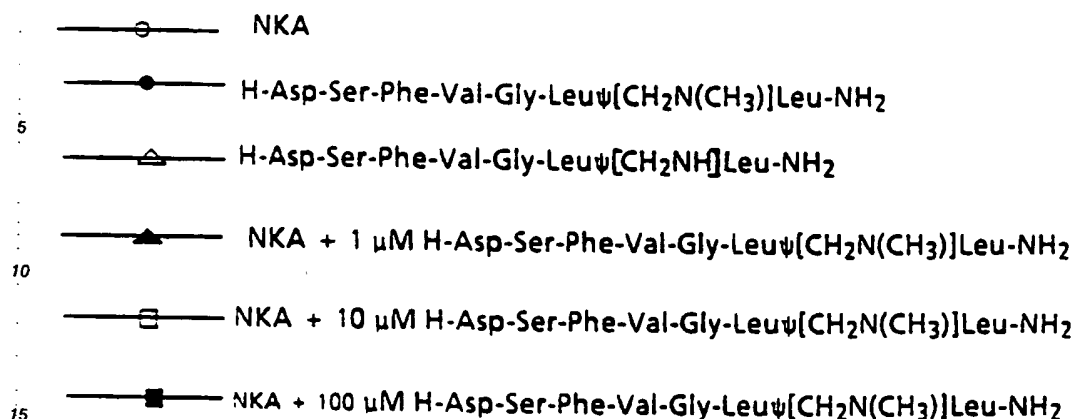 NKA
H-Asp-Ser-Phe-Val-Gly-Leuψ[CH₂N(CH₃)]Leu-NH₂
5
H-Asp-Ser-Phe-Val-Gly-Leuψ[CH₂NH]Leu-NH₂
NKA + 1 μM H-Asp-Ser-Phe-Val-Gly-Leuψ[CH₂N(CH₃)]Leu-NH₂
10
NKA + 10 μM H-Asp-Ser-Phe-Val-Gly-Leuψ[CH₂N(CH₃)]Leu-NH₂
NKA + 100 μM H-Asp-Ser-Phe-Val-Gly-Leuψ[CH₂N(CH₃)]Leu-NH₂
15